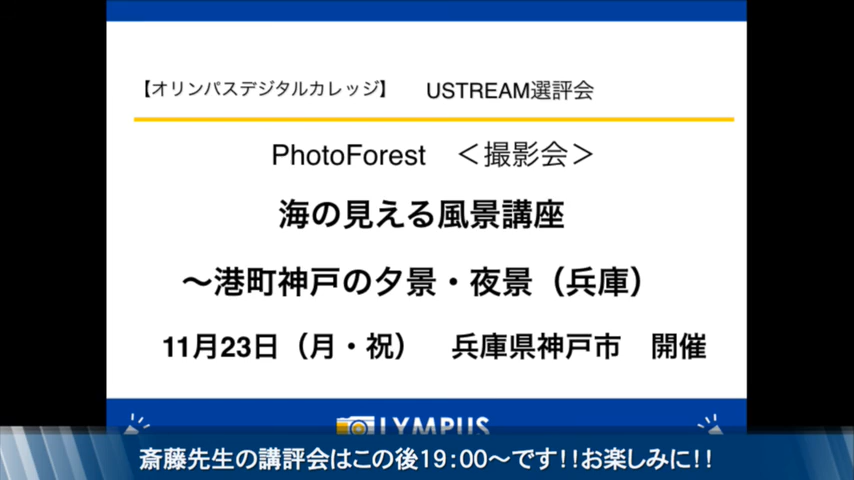 【オリンパスデジタルカレッジ】 USTREAM選評会
PhotoForest ＜撮影会＞
海の見える風景講座
～港町神戸の夕景・夜景（兵庫）
11月23日（月・祝） 兵庫県神戸市 開催
OLYMPUS
斎藤先生の講評会はこの後19:00～です!!お楽しみに!!